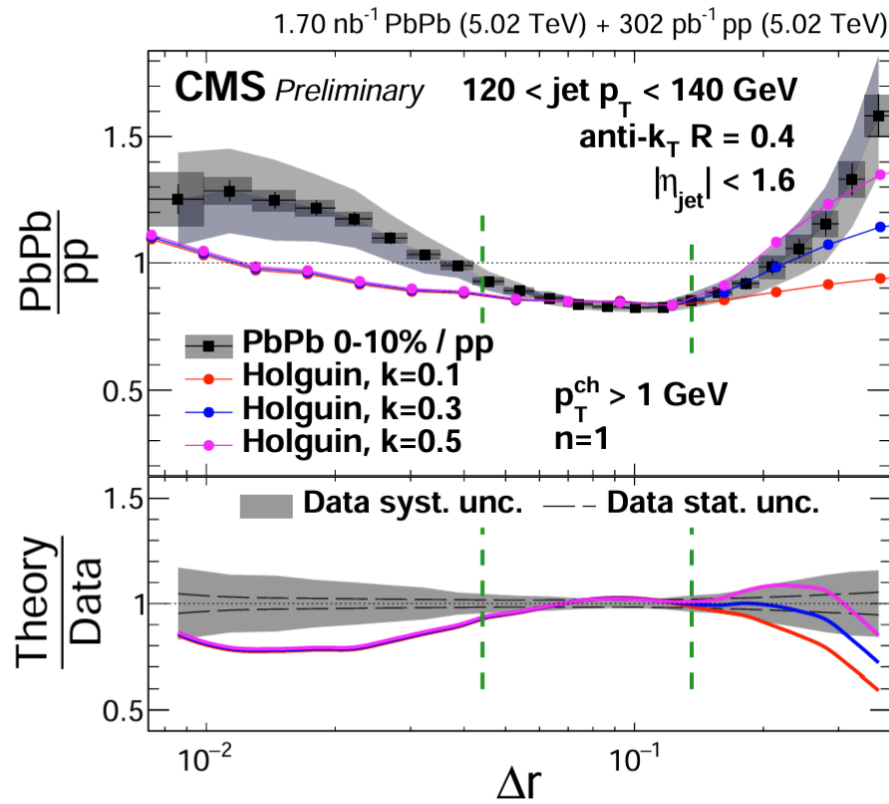 1.70 nb⁻¹ PbPb (5.02 TeV) + 302 pb⁻¹ pp (5.02 TeV)
CMS Preliminary
120 < jet p_T < 140 GeV
anti-k_T R = 0.4
|η_jet| < 1.6
1.5
1
0.5
PbPb
pp
PbPb 0-10% / pp
Holguin, k=0.1
Holguin, k=0.3
Holguin, k=0.5
p_T^ch > 1 GeV
n=1
Data syst. unc.
Data stat. unc.
1.5
1
0.5
Theory
Data
10⁻²
10⁻¹
Δr